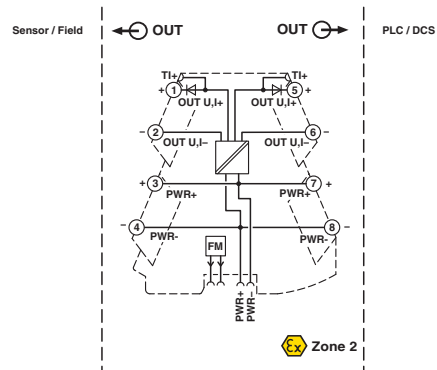 Sensor / Field OUT OUT PLC / DCS
TI+ TI+
+ 1 5 +
OUT U,I+ OUT U,I+
– 2 6 –
OUT U,I– OUT U,I–
+ 3 7 +
PWR+ PWR+
– 4 8 –
PWR- PWR-
FM
PWR+
PWR–
Ex Zone 2